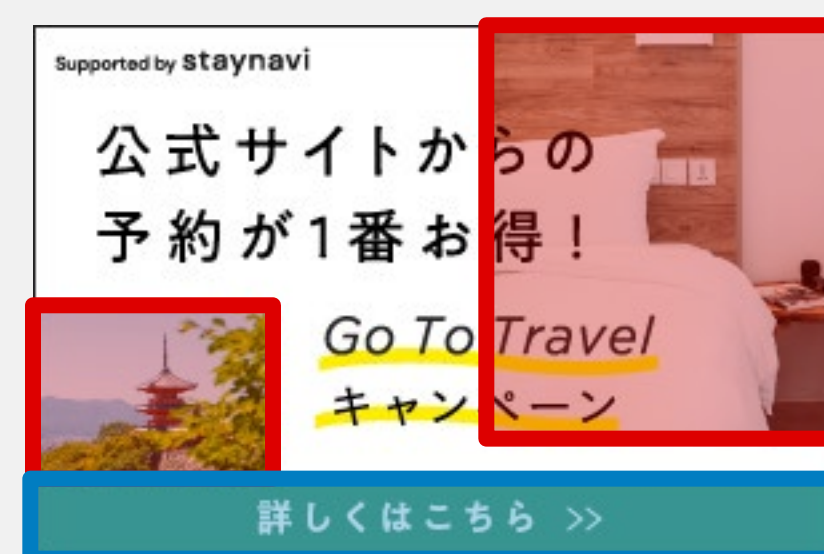 Supported by staynavi
公式サイトからの
予約が1番お得！
Go To Travel
キャンペーン
詳しくはこちら >>